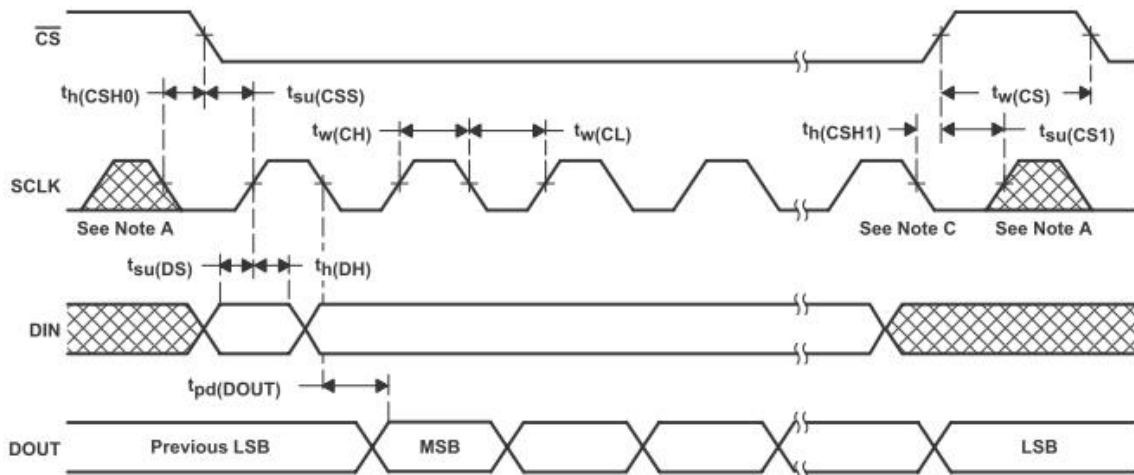 CS
th(CSH0)
tsu(CSS)
tw(CH)
tw(CL)
th(CSH1)
tw(CS)
tsu(CS1)
SCLK
See Note A
See Note C
See Note A
tsu(DS)
th(DH)
DIN
tpd(DOUT)
DOUT
Previous LSB
MSB
LSB